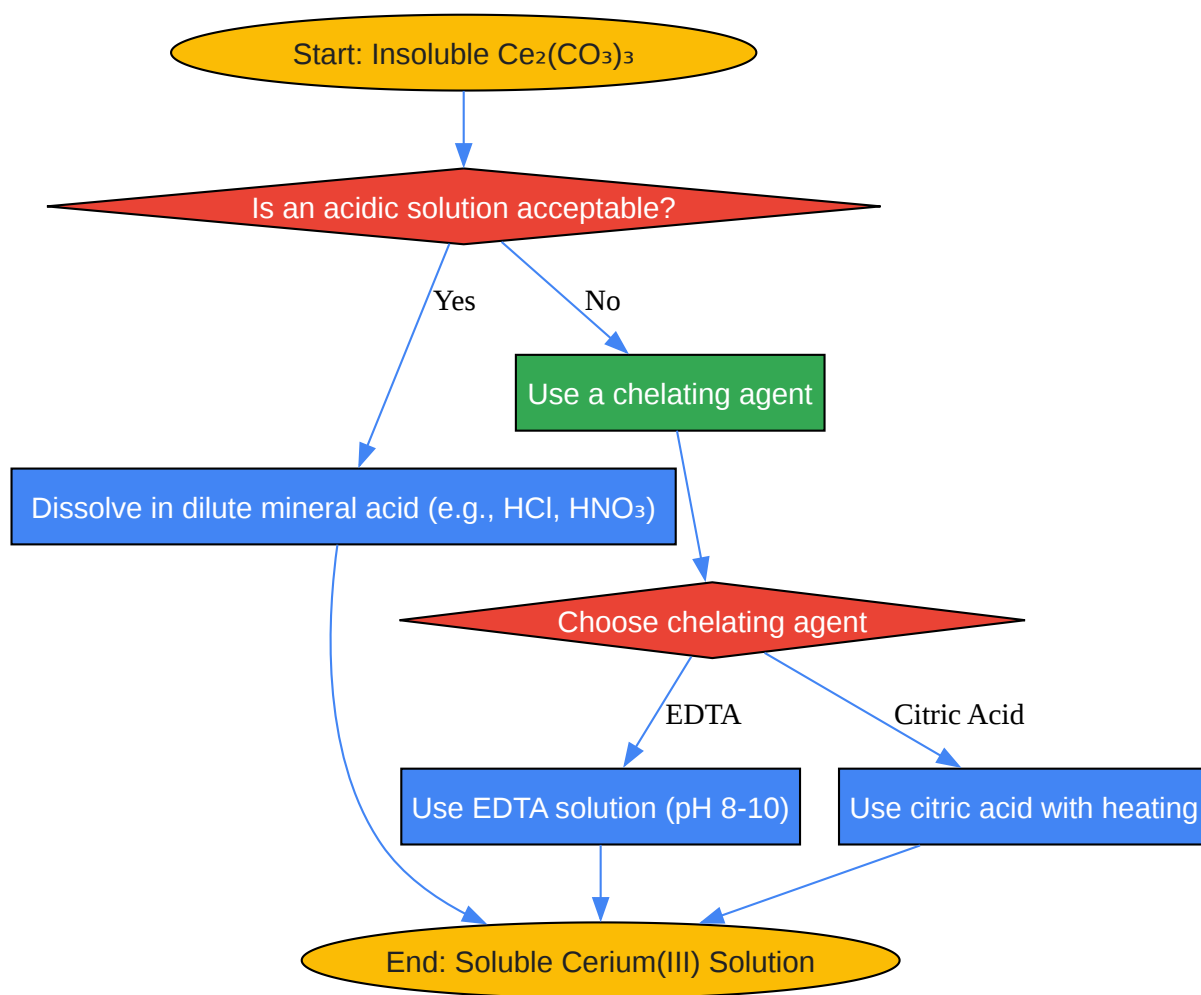 Start: Insoluble Ce₂(CO₃)₃
Is an acidic solution acceptable?
Yes
No
Use a chelating agent
Dissolve in dilute mineral acid (e.g., HCl, HNO₃)
Choose chelating agent
EDTA
Citric Acid
Use EDTA solution (pH 8-10)
Use citric acid with heating
End: Soluble Cerium(III) Solution